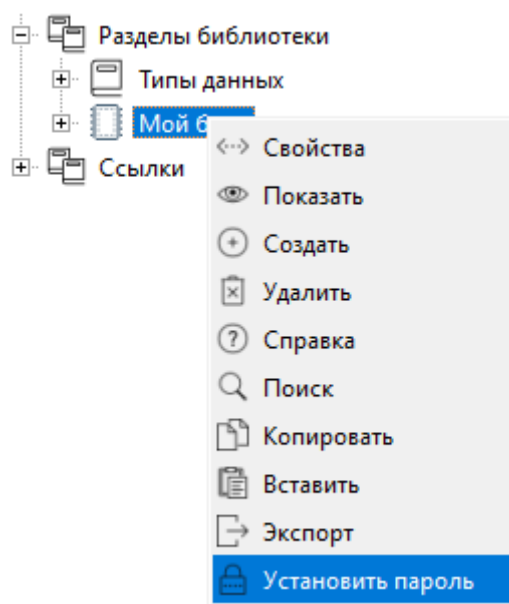 Разделы библиотеки
Типы данных
Мой
Ссылки
Свойства
Показать
Создать
Удалить
Справка
Поиск
Копировать
Вставить
Экспорт
Установить пароль